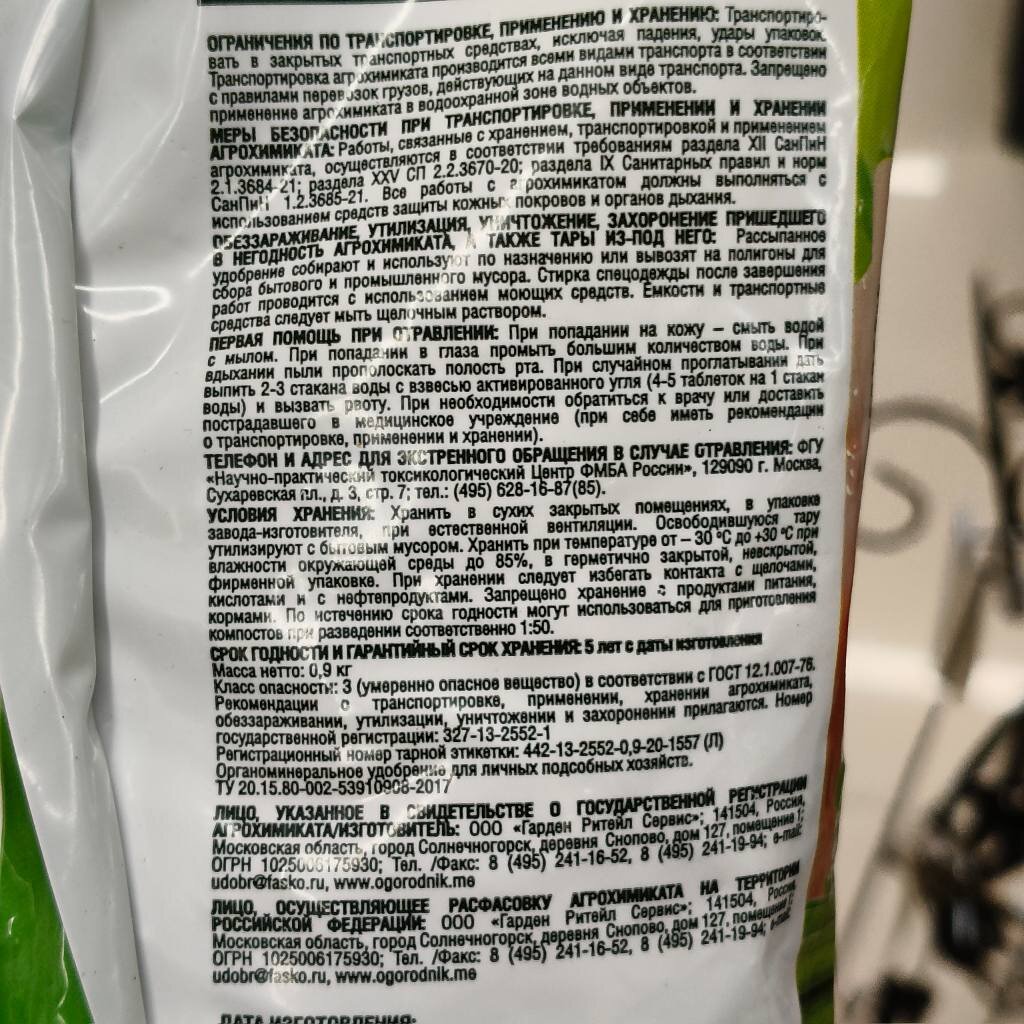 ОГРАНИЧЕНИЯ ПО ТРАНСПОРТИРОВКЕ, ПРИМЕНЕНИЮ И ХРАНЕНИЮ: Транспортиро-
вать в закрытых транспортных средствах, исключая падения, удары упаковок.
Транспортировка агрохимиката производится всеми видами транспорта в соответствии
с правилами перевозок грузов, действующих на данном виде транспорта. Запрещено
применение агрохимиката в водоохранной зоне водных объектов.
МЕРЫ БЕЗОПАСНОСТИ ПРИ ТРАНСПОРТИРОВКЕ, ПРИМЕНЕНИИ И ХРАНЕНИИ
АГРОХИМИКАТА: Работы, связанные с хранением, транспортировкой и применением
агрохимиката, осуществляются в соответствии требованиям раздела XII СанПиН
2.1.3684-21; раздела XXV СП 2.2.3670-20; раздела IX Санитарных правил и норм
СанПиН 1.2.3685-21. Все работы с агрохимикатом должны выполняться с
использованием средств защиты кожных покровов и органов дыхания.
ОБЕЗЗАРАЖИВАНИЕ, УТИЛИЗАЦИЯ, УНИЧТОЖЕНИЕ, ЗАХОРОНЕНИЕ ПРИШЕДШЕГО
В НЕГОДНОСТЬ АГРОХИМИКАТА, А ТАКЖЕ ТАРЫ ИЗ-ПОД НЕГО: Рассыпанное
удобрение собирают и используют по назначению или вывозят на полигоны для
сбора бытового и промышленного мусора. Стирка спецодежды после завершения
работ проводится с использованием моющих средств. Емкости и транспортные
средства следует мыть щелочным раствором.
ПЕРВАЯ ПОМОЩЬ ПРИ ОТРАВЛЕНИИ: При попадании на кожу – смыть водой
с мылом. При попадании в глаза промыть большим количеством воды. При
вдыхании пыли прополоскать полость рта. При случайном проглатывании дать
выпить 2-3 стакана воды с взвесью активированного угля (4-5 таблеток на 1 стакан
воды) и вызвать рвоту. При необходимости обратиться к врачу или доставить
пострадавшего в медицинское учреждение (при себе иметь рекомендации
о транспортировке, применении и хранении).
ТЕЛЕФОН И АДРЕС ДЛЯ ЭКСТРЕННОГО ОБРАЩЕНИЯ В СЛУЧАЕ ОТРАВЛЕНИЯ: ФГУ
«Научно-практический токсикологический Центр ФМБА России», 129090 г. Москва,
Сухаревская пл., д. 3, стр. 7; тел.: (495) 628-16-87(85).
УСЛОВИЯ ХРАНЕНИЯ: Хранить в сухих закрытых помещениях, в упаковке
завода-изготовителя, при естественной вентиляции. Освободившуюся тару
утилизируют с бытовым мусором. Хранить при температуре от – 30 °C до +30 °C при
влажности окружающей среды до 85%, в герметично закрытой, невскрытой,
фирменной упаковке. При хранении следует избегать контакта с щелочами,
кислотами и с нефтепродуктами. Запрещено хранение с продуктами питания,
кормами. По истечению срока годности могут использоваться для приготовления
компостов при разведении соответственно 1:50.
СРОК ГОДНОСТИ И ГАРАНТИЙНЫЙ СРОК ХРАНЕНИЯ: 5 лет с даты изготовления
Масса нетто: 0,9 кг
Класс опасности: 3 (умеренно опасное вещество) в соответствии с ГОСТ 12.1.007-76.
Рекомендации о транспортировке, применении, хранении агрохимиката,
обеззараживании, утилизации, уничтожении и захоронении прилагаются. Номер
государственной регистрации: 327-13-2552-1
Регистрационный номер тарной этикетки: 442-13-2552-0,9-20-1557 (Л)
Органоминеральное удобрение для личных подсобных хозяйств.
ТУ 20.15.80-002-53910908-2017
ЛИЦО, УКАЗАННОЕ В СВИДЕТЕЛЬСТВЕ О ГОСУДАРСТВЕННОЙ РЕГИСТРАЦИИ
АГРОХИМИКАТА/ИЗГОТОВИТЕЛЬ: ООО «Гарден Ритейл Сервис»; 141504, Россия,
Московская область, город Солнечногорск, деревня Снопово, дом 127, помещение 1;
ОГРН 1025006175930; Тел. /Факс: 8 (495) 241-16-52, 8 (495) 241-19-94; e-mail:
udobr@fasko.ru, www.ogorodnik.me
ЛИЦО, ОСУЩЕСТВЛЯЮЩЕЕ РАСФАСОВКУ АГРОХИМИКАТА НА ТЕРРИТОРИИ
РОССИЙСКОЙ ФЕДЕРАЦИИ: ООО «Гарден Ритейл Сервис»; 141504, Россия,
Московская область, город Солнечногорск, деревня Снопово, дом 127, помещение 1;
ОГРН 1025006175930; Тел. /Факс: 8 (495) 241-16-52, 8 (495) 241-19-94; e-mail:
udobr@fasko.ru, www.ogorodnik.me
ДАТА ИЗГОТОВЛЕНИЯ: